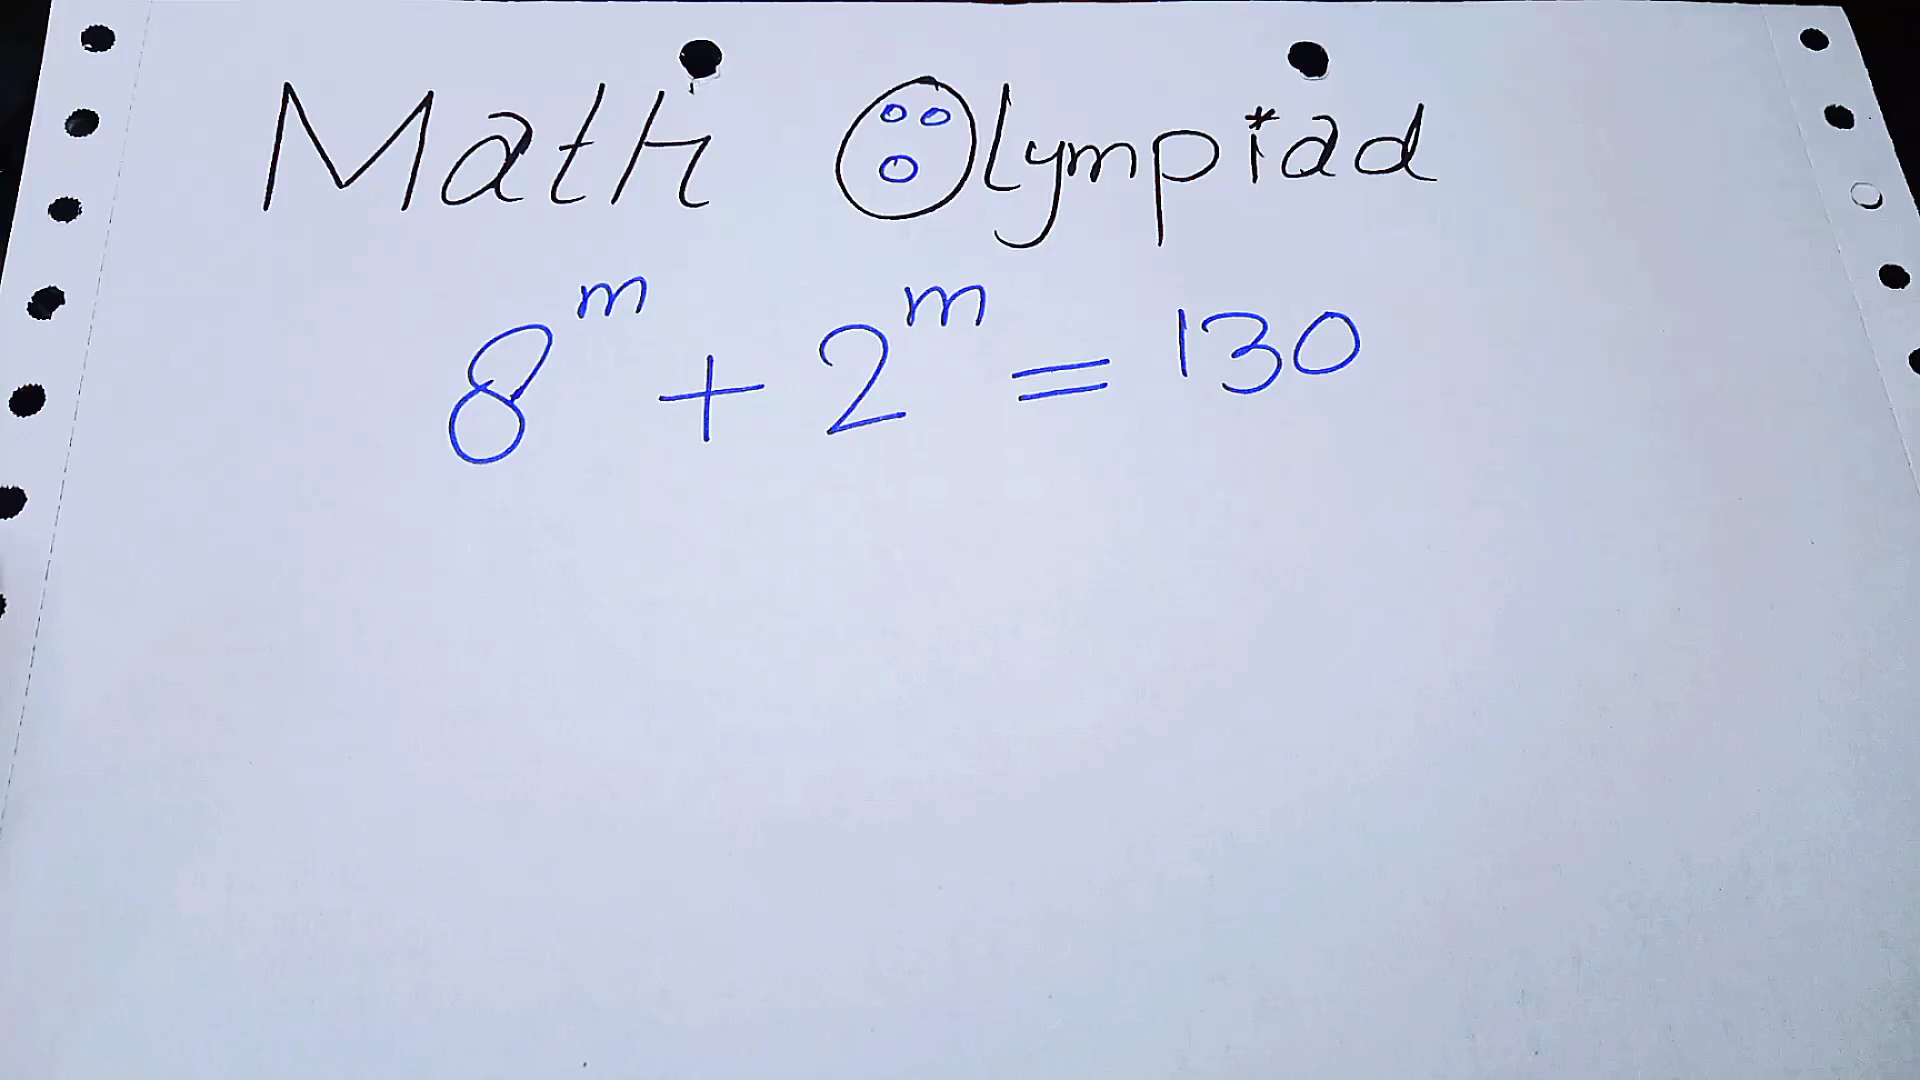 Math Olympiad
8^m + 2^m = 130